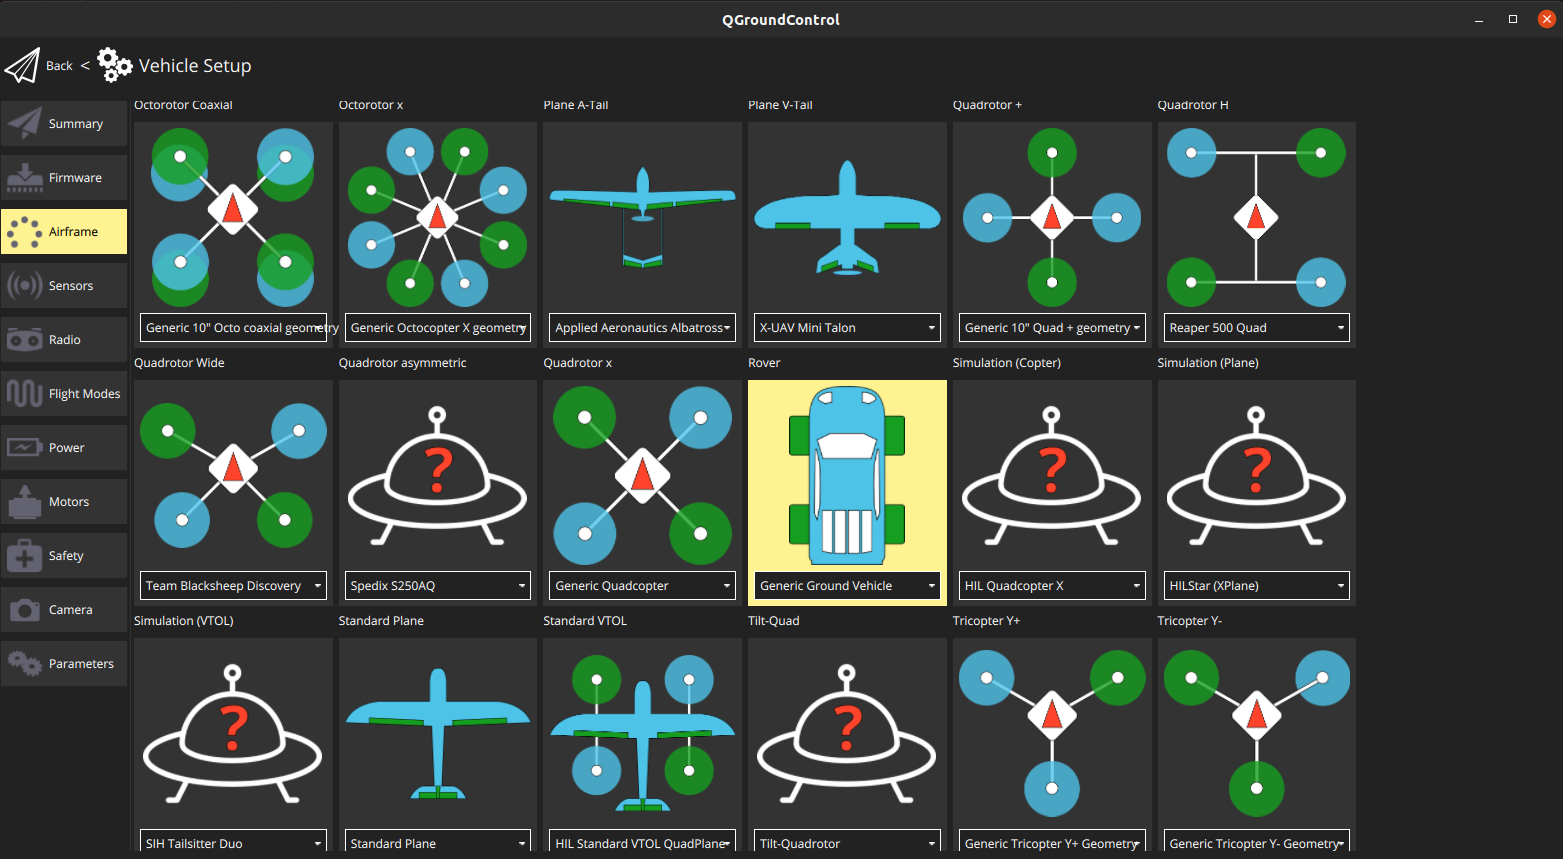 QGroundControl
Back < Vehicle Setup
Summary
Firmware
Airframe
Sensors
Radio
Flight Modes
Power
Motors
Safety
Camera
Parameters
Octorotor Coaxial
Octorotor x
Plane A-Tail
Plane V-Tail
Quadrotor +
Quadrotor H
Generic 10" Octo coaxial geometry
Generic Octocopter X geometry
Applied Aeronautics Albatross
X-UAV Mini Talon
Generic 10" Quad + geometry
Reaper 500 Quad
Quadrotor Wide
Quadrotor asymmetric
Quadrotor x
Rover
Simulation (Copter)
Simulation (Plane)
?
?
?
Team Blacksheep Discovery
Spedix S250AQ
Generic Quadcopter
Generic Ground Vehicle
HIL Quadcopter X
HILStar (XPlane)
Simulation (VTOL)
Standard Plane
Standard VTOL
Tilt-Quad
Tricopter Y+
Tricopter Y-
?
?
SIH Tailsitter Duo
Standard Plane
HIL Standard VTOL QuadPlane
Tilt-Quadrotor
Generic Tricopter Y+ Geometry
Generic Tricopter Y- Geometry